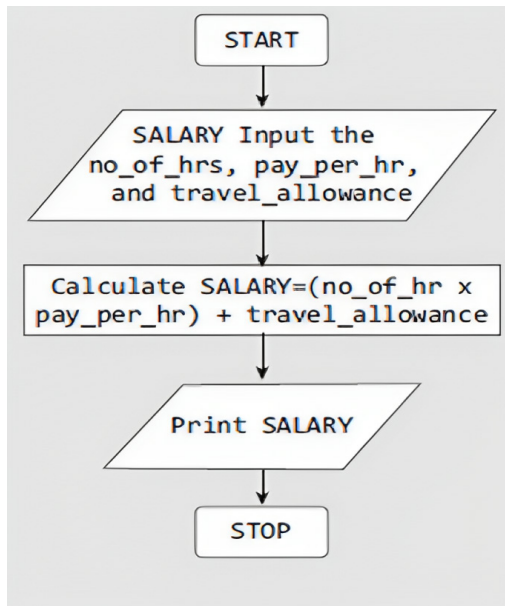 START
SALARY Input the
no_of_hrs, pay_per_hr,
and travel_allowance
Calculate SALARY=(no_of_hr x
pay_per_hr) + travel_allowance
Print SALARY
STOP